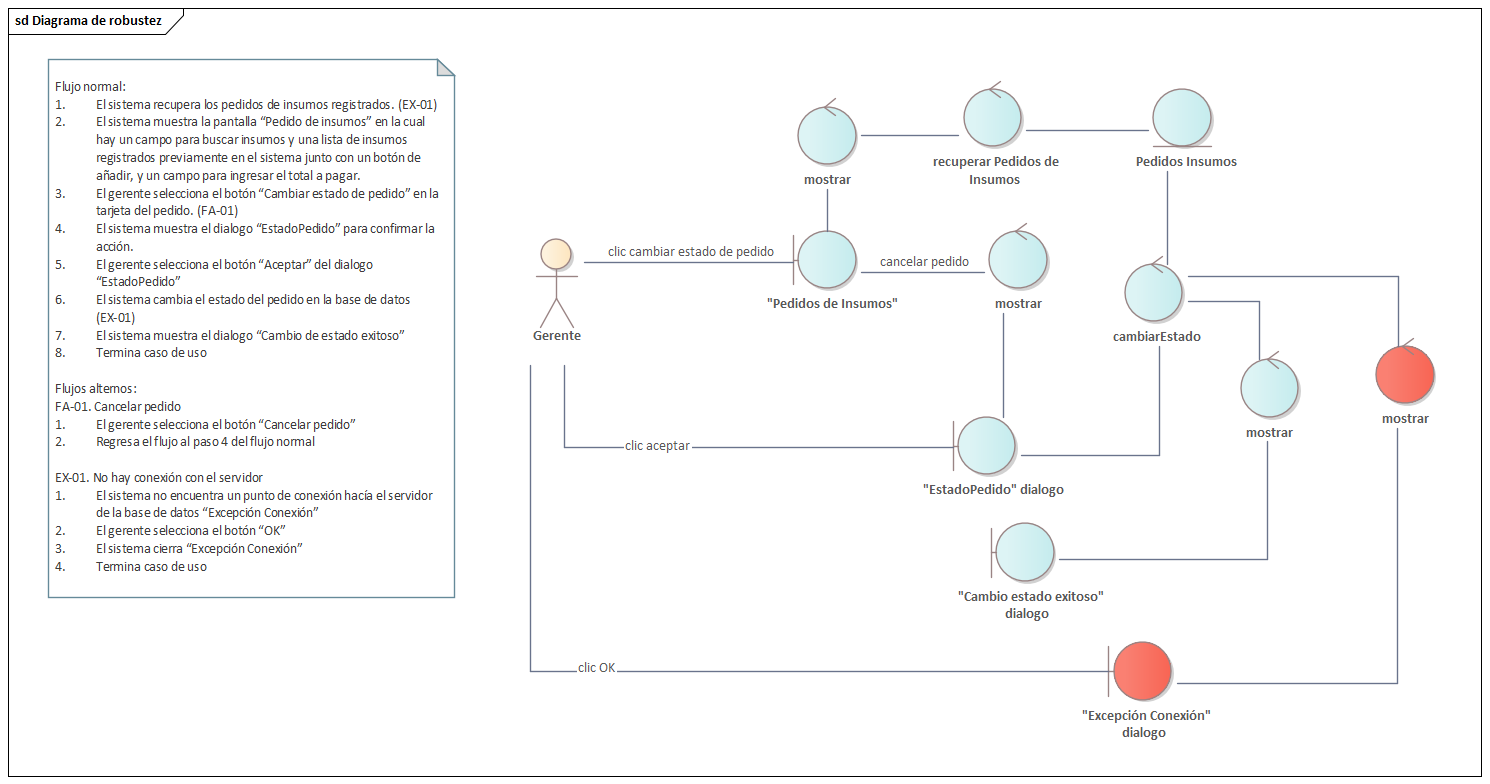 sd Diagrama de robustez
Flujo normal:
1. El sistema recupera los pedidos de insumos registrados. (EX-01)
2. El sistema muestra la pantalla “Pedido de insumos” en la cual
hay un campo para buscar insumos y una lista de insumos
registrados previamente en el sistema junto con un botón de
añadir, y un campo para ingresar el total a pagar.
3. El gerente selecciona el botón “Cambiar estado de pedido” en la
tarjeta del pedido. (FA-01)
4. El sistema muestra el dialogo “EstadoPedido” para confirmar la
acción.
5. El gerente selecciona el botón “Aceptar” del dialogo
“EstadoPedido”
6. El sistema cambia el estado del pedido en la base de datos
(EX-01)
7. El sistema muestra el dialogo “Cambio de estado exitoso”
8. Termina caso de uso
Flujos alternos:
FA-01. Cancelar pedido
1. El gerente selecciona el botón “Cancelar pedido”
2. Regresa el flujo al paso 4 del flujo normal
EX-01. No hay conexión con el servidor
1. El sistema no encuentra un punto de conexión hacía el servidor
de la base de datos “Excepción Conexión”
2. El gerente selecciona el botón “OK”
3. El sistema cierra “Excepción Conexión”
4. Termina caso de uso
mostrar
recuperar Pedidos de
Insumos
Pedidos Insumos
clic cambiar estado de pedido
cancelar pedido
Gerente
"Pedidos de Insumos"
mostrar
cambiarEstado
mostrar
mostrar
clic aceptar
"EstadoPedido" dialogo
"Cambio estado exitoso"
dialogo
clic OK
"Excepción Conexión"
dialogo